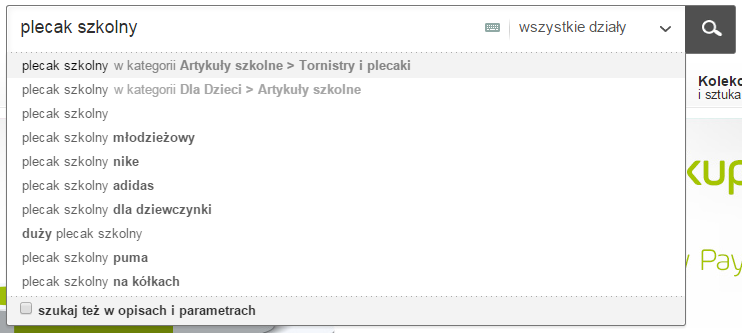 plecak szkolny
wszystkie działy
plecak szkolny w kategorii Artykuły szkolne > Tornistry i plecaki
plecak szkolny w kategorii Dla Dzieci > Artykuły szkolne
plecak szkolny
plecak szkolny młodzieżowy
plecak szkolny nike
plecak szkolny adidas
plecak szkolny dla dziewczynki
duży plecak szkolny
plecak szkolny puma
plecak szkolny na kółkach
szukaj też w opisach i parametrach
i sztuka
Pay